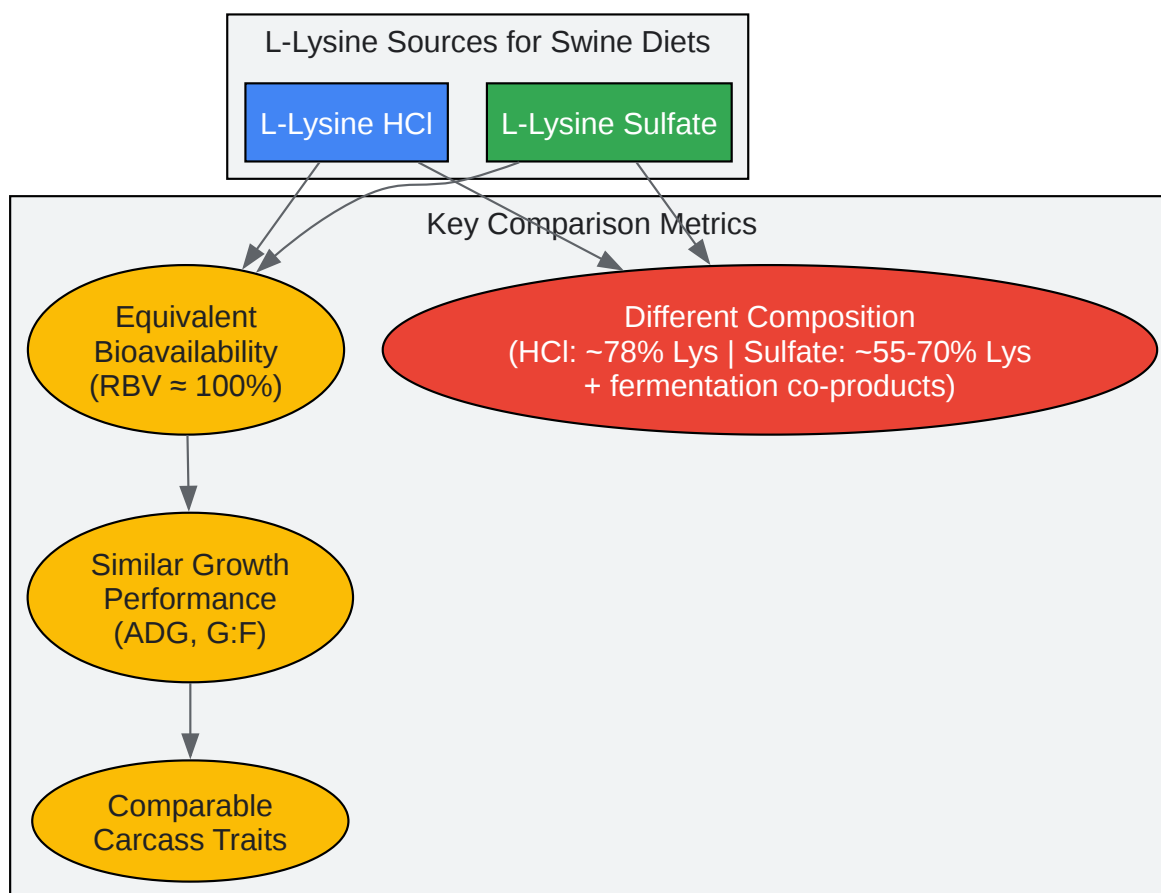 L-Lysine Sources for Swine Diets
L-Lysine HCl
L-Lysine Sulfate
Key Comparison Metrics
Equivalent
Bioavailability
(RBV ≈ 100%)
Different Composition
(HCl: ~78% Lys | Sulfate: ~55-70% Lys
+ fermentation co-products)
Similar Growth
Performance
(ADG, G:F)
Comparable
Carcass Traits